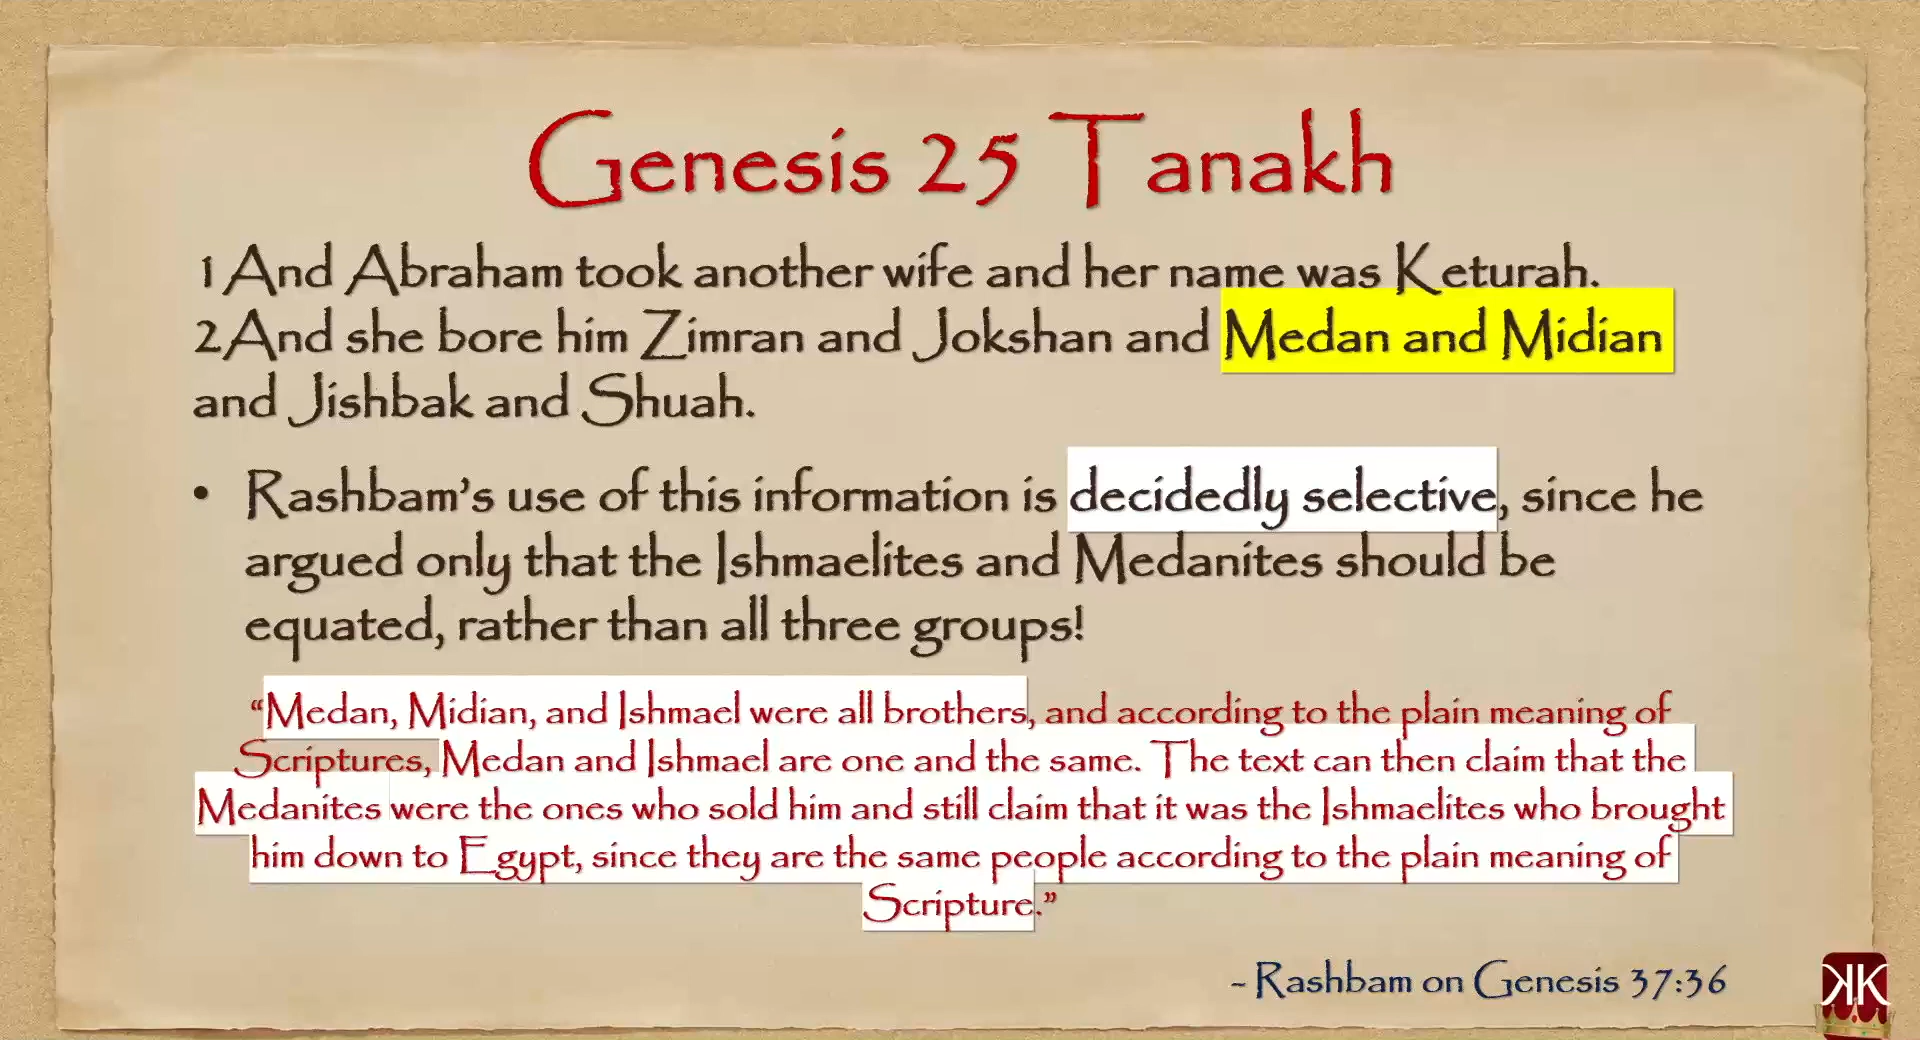 Genesis 25 Tanakh
1 And Abraham took another wife and her name was Keturah.
2 And she bore him Zimran and Jokshan and Medan and Midian
and Jishbak and Shuah.
• Rashbam’s use of this information is decidedly selective, since he
argued only that the Ishmaelites and Medanites should be
equated, rather than all three groups!
“Medan, Midian, and Ishmael were all brothers, and according to the plain meaning of
Scriptures, Medan and Ishmael are one and the same. The text can then claim that the
Medanites were the ones who sold him and still claim that it was the Ishmaelites who brought
him down to Egypt, since they are the same people according to the plain meaning of
Scripture.”
- Rashbam on Genesis 37:36
KK